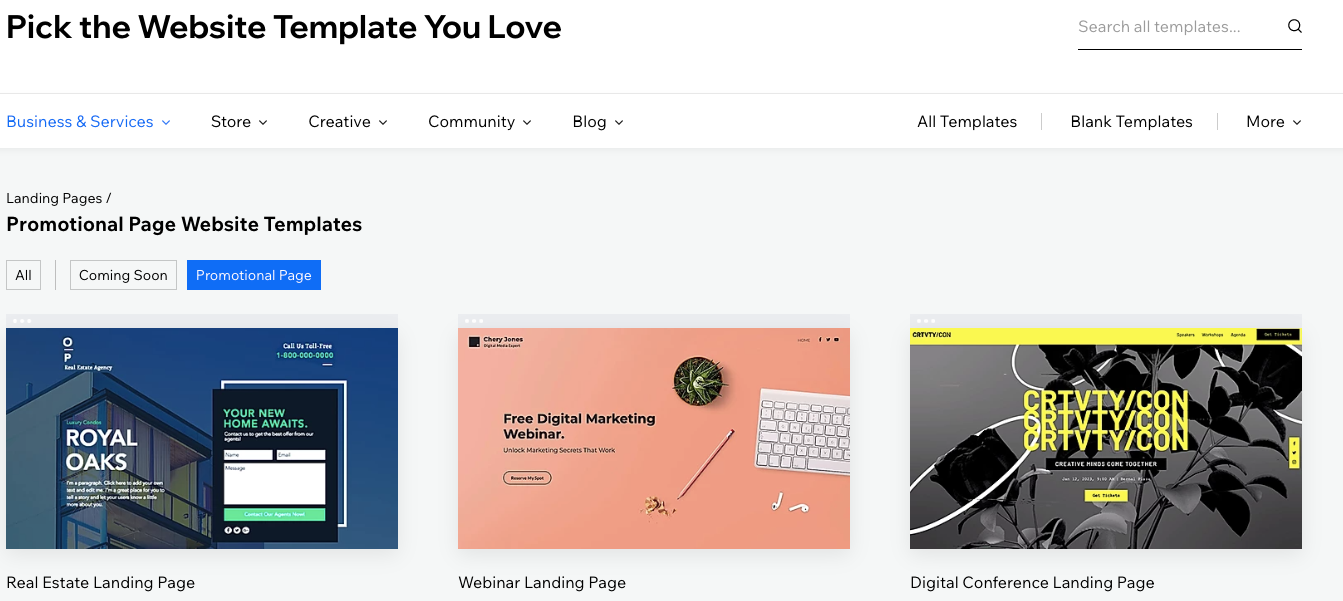 Pick the Website Template You Love
Search all templates...
Business & Services
Store
Creative
Community
Blog
All Templates
Blank Templates
More
Landing Pages /
Promotional Page Website Templates
All
Coming Soon
Promotional Page
O
P
Real Estate Agency
Call Us Toll-Free
1-800-000-0000
Luxury Condos
ROYAL
OAKS
I'm a paragraph. Click here to add your own
text and edit me. I'm a great place for you to
tell a story and let your users know a little
more about you.
YOUR NEW
HOME AWAITS.
Contact us to get the best offer from our
agents!
Name
Email
Message
Contact Our Agents Now!
Real Estate Landing Page
Chery Jones
Digital Media Expert
HOME
Free Digital Marketing
Webinar.
Unlock Marketing Secrets That Work
Reserve My Spot
Webinar Landing Page
CRTVTY/CON
Speakers
Workshops
Agenda
Get Tickets
CRTVTY/CON
CRTVTY/CON
CRTVTY/CON
CREATIVE MINDS COME TOGETHER
Get Tickets
Digital Conference Landing Page